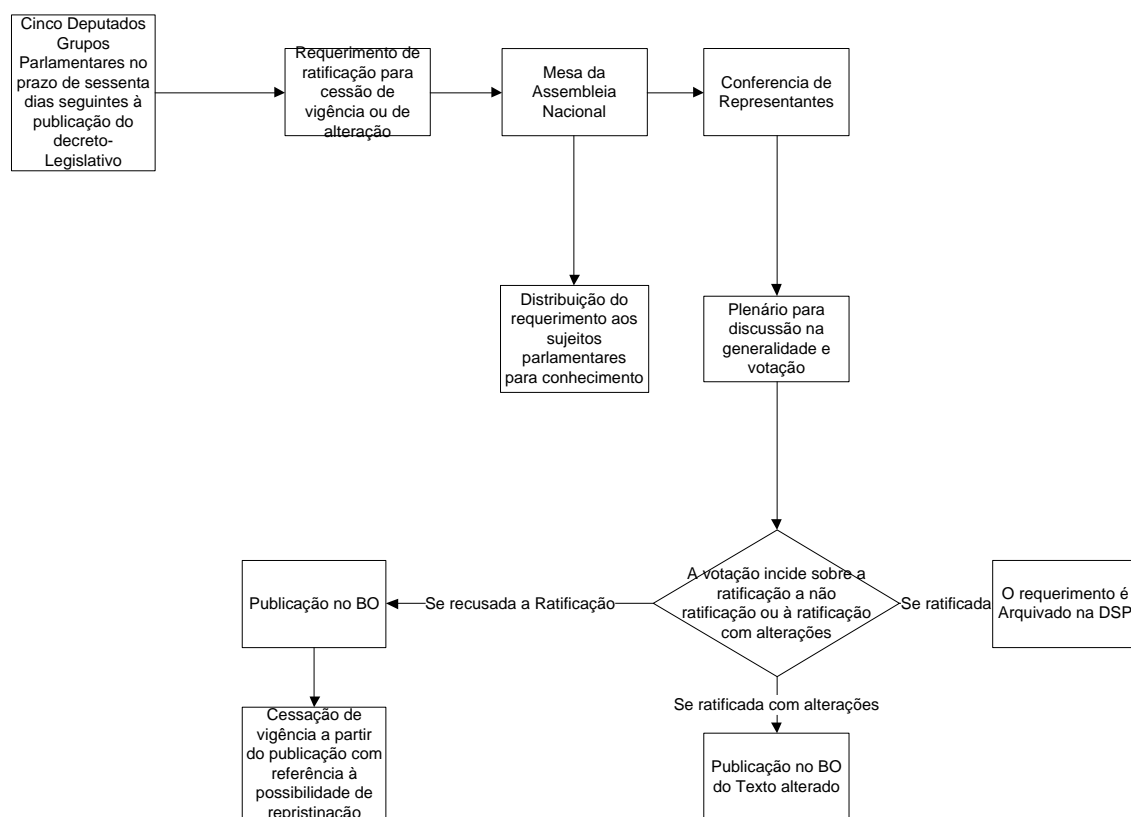 Cinco Deputados
Grupos
Parlamentares no
prazo de sessenta
dias seguintes à
publicação do
decreto-
Legislativo
Requerimento de
ratificação para
cessão de
vigência ou de
alteração
Mesa da
Assembleia
Nacional
Conferencia de
Representantes
Distribuição do
requerimento aos
sujeitos
parlamentares
para conhecimento
Plenário para
discussão na
generalidade e
votação
A votação incide sobre a
ratificação a não
ratificação ou à ratificação
com alterações
Se recusada a Ratificação
Publicação no BO
Se ratificada
O requerimento é
Arquivado na DSP
Se ratificada com alterações
Cessação de
vigência a partir
do publicação com
referência à
possibilidade de
repristinação
Publicação no BO
do Texto alterado